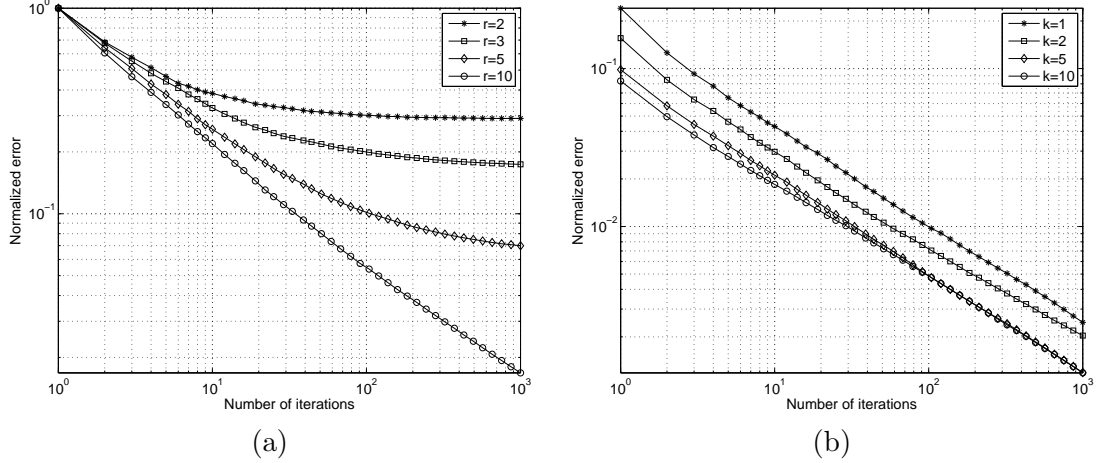 10^0
10^-1
Normalized error
10^0
10^1
10^2
10^3
Number of iterations
r=2
r=3
r=5
r=10
(a)
10^-1
10^-2
Normalized error
10^0
10^1
10^2
10^3
Number of iterations
k=1
k=2
k=5
k=10
(b)